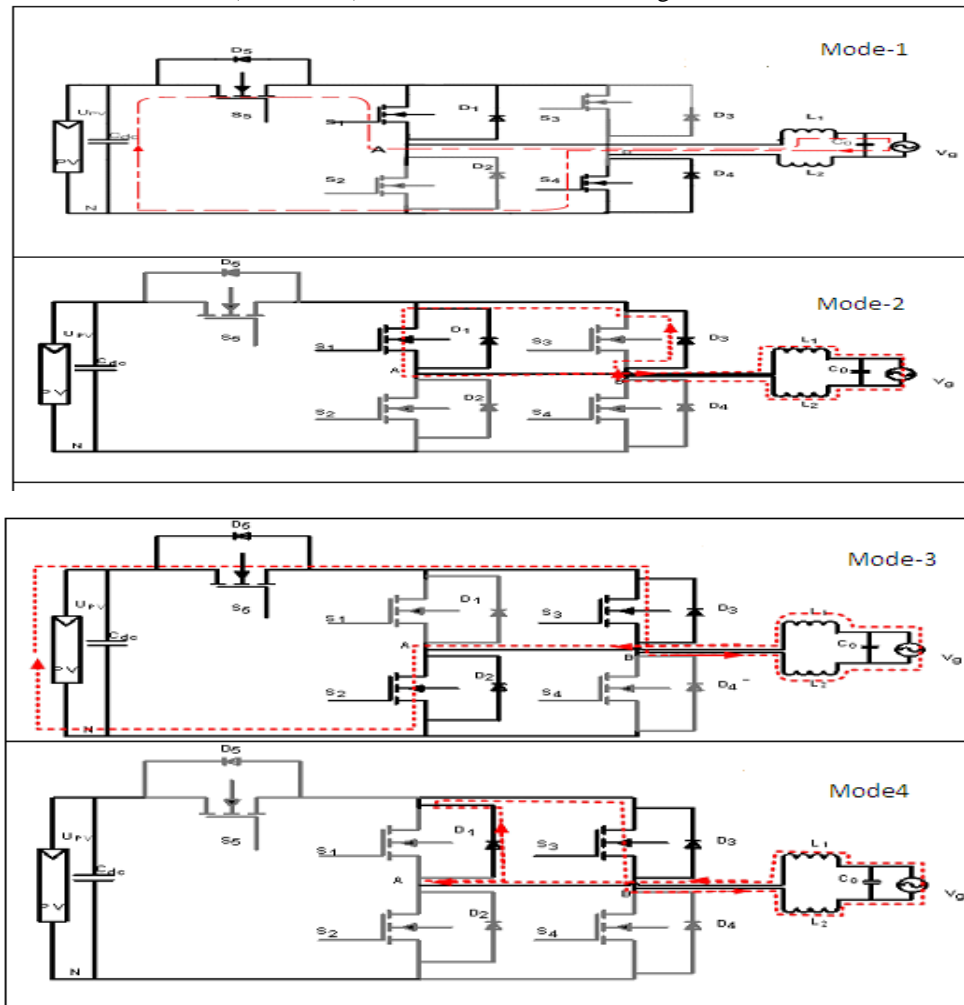 Mode-1
D5
UPV
Cdc
PV
N
S5
S1
D1
S3
D3
A
S2
D2
S4
D4
L1
L2
C0
Vg
Mode-2
D5
UPV
Cdc
PV
N
S5
S1
D1
S3
D3
A
S2
D2
S4
D4
L1
L2
C0
Vg
Mode-3
D5
UPV
Cdc
PV
N
S5
S1
D1
S3
D3
A
B
S2
D2
S4
D4
L1
L2
C0
Vg
Mode4
D5
UPV
Cdc
PV
N
S5
S1
D1
S3
D3
A
S2
D2
S4
D4
L1
L2
C0
Vg